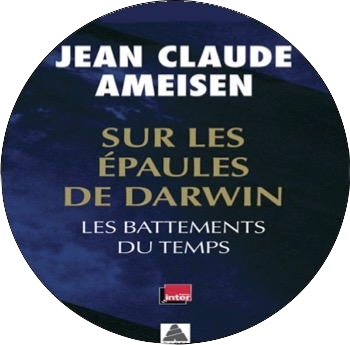 JEAN CLAUDE
AMEISEN
SUR LES
ÉPAULES
DE DARWIN
LES BATTEMENTS
DU TEMPS
inter